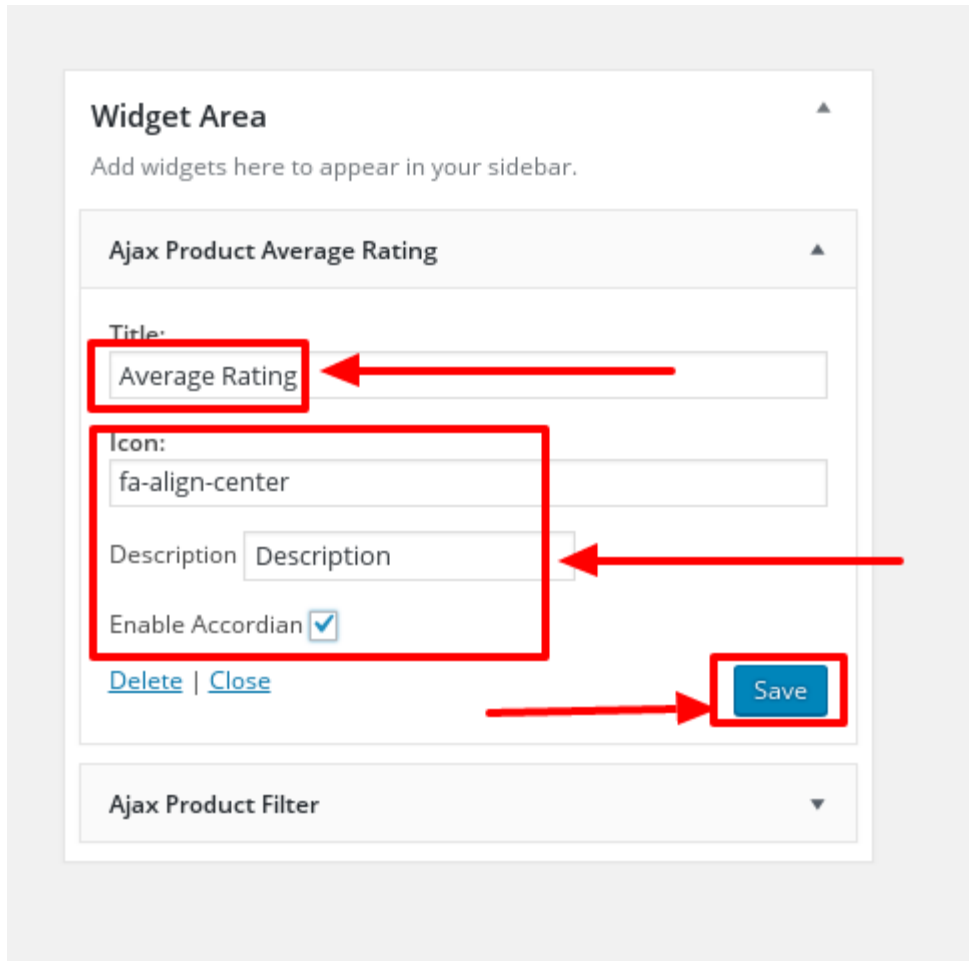 Widget Area
Add widgets here to appear in your sidebar.
Ajax Product Average Rating
Title:
Average Rating
Icon:
fa-align-center
Description Description
Enable Accordian
Delete | Close
Save
Ajax Product Filter